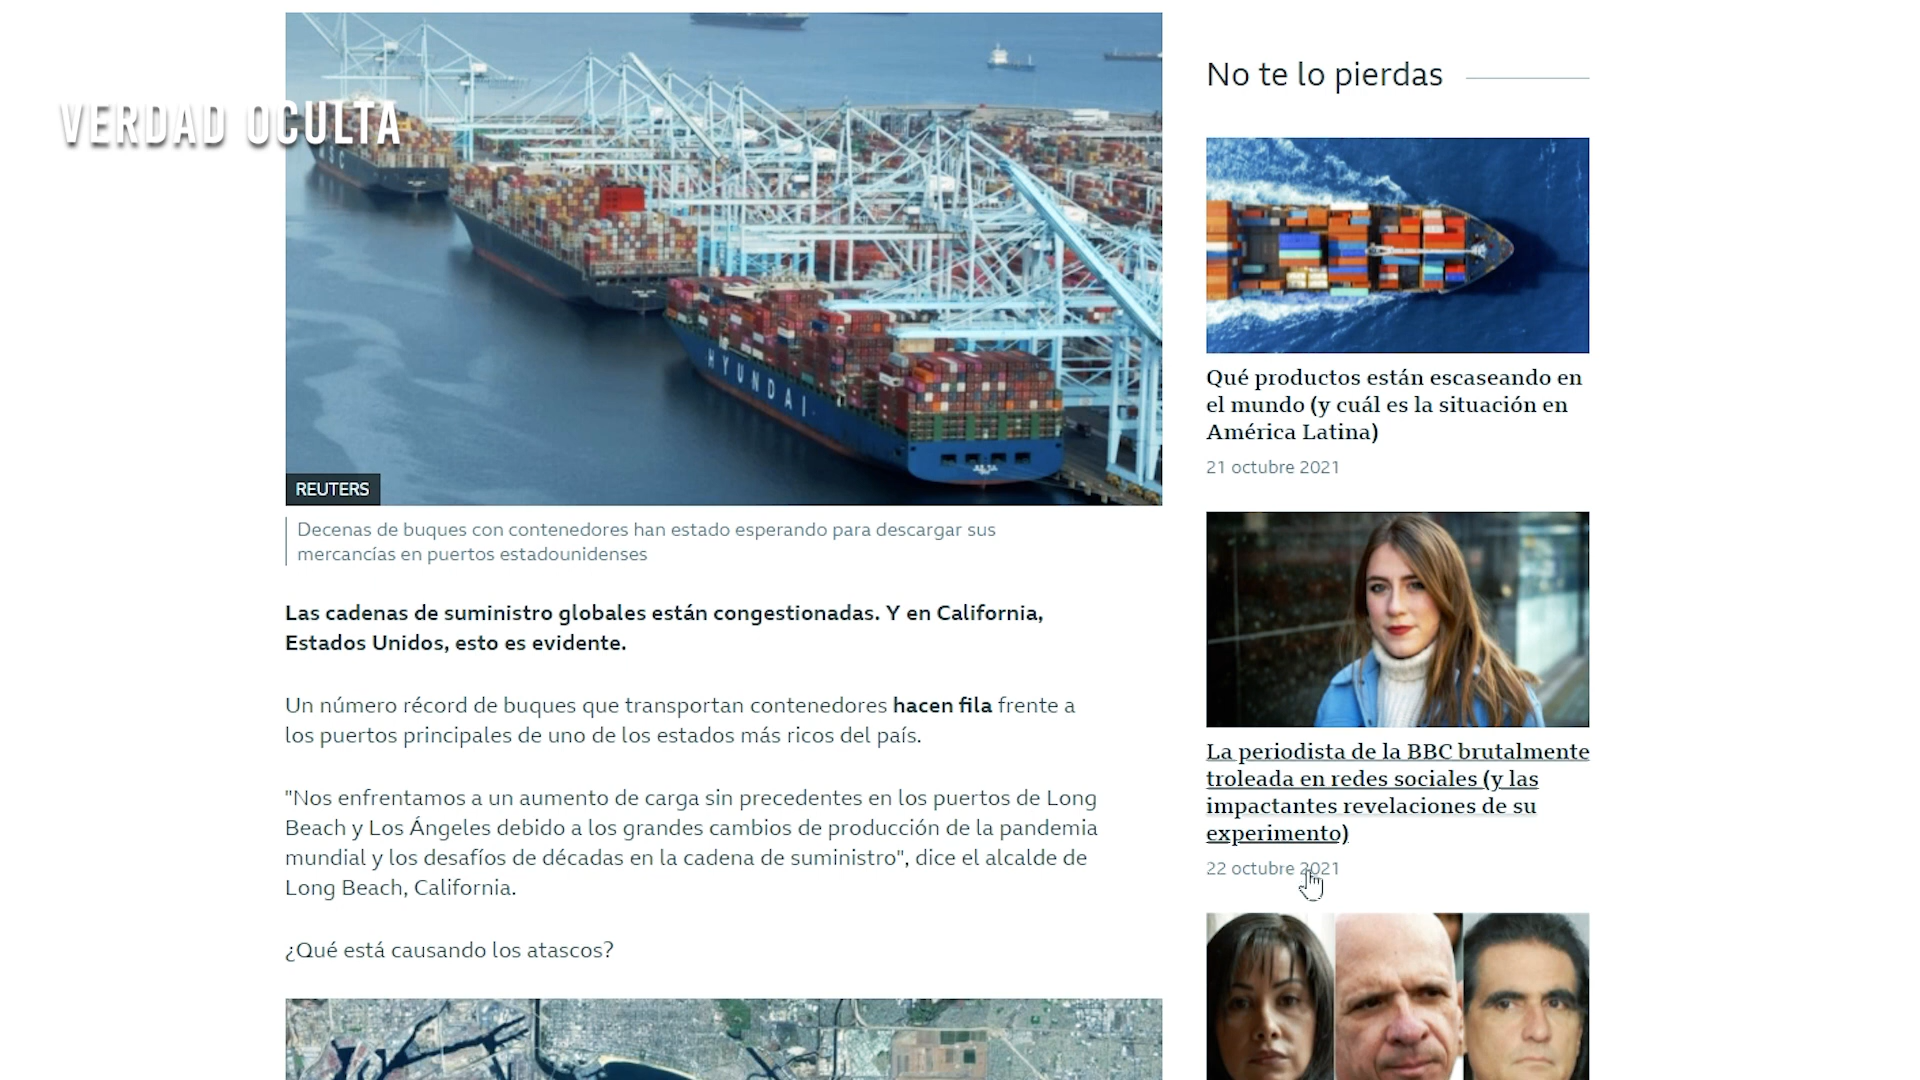 VERDAD OCULTA
HYUNDAI
REUTERS
Decenas de buques con contenedores han estado esperando para descargar sus
mercancías en puertos estadounidenses
Las cadenas de suministro globales están congestionadas. Y en California,
Estados Unidos, esto es evidente.
Un número récord de buques que transportan contenedores hacen fila frente a
los puertos principales de uno de los estados más ricos del país.
"Nos enfrentamos a un aumento de carga sin precedentes en los puertos de Long
Beach y Los Ángeles debido a los grandes cambios de producción de la pandemia
mundial y los desafíos de décadas en la cadena de suministro", dice el alcalde de
Long Beach, California.
¿Qué está causando los atascos?
No te lo pierdas
Qué productos están escaseando en
el mundo (y cuál es la situación en
América Latina)
21 octubre 2021
La periodista de la BBC brutalmente
troleada en redes sociales (y las
impactantes revelaciones de su
experimento)
22 octubre 2021